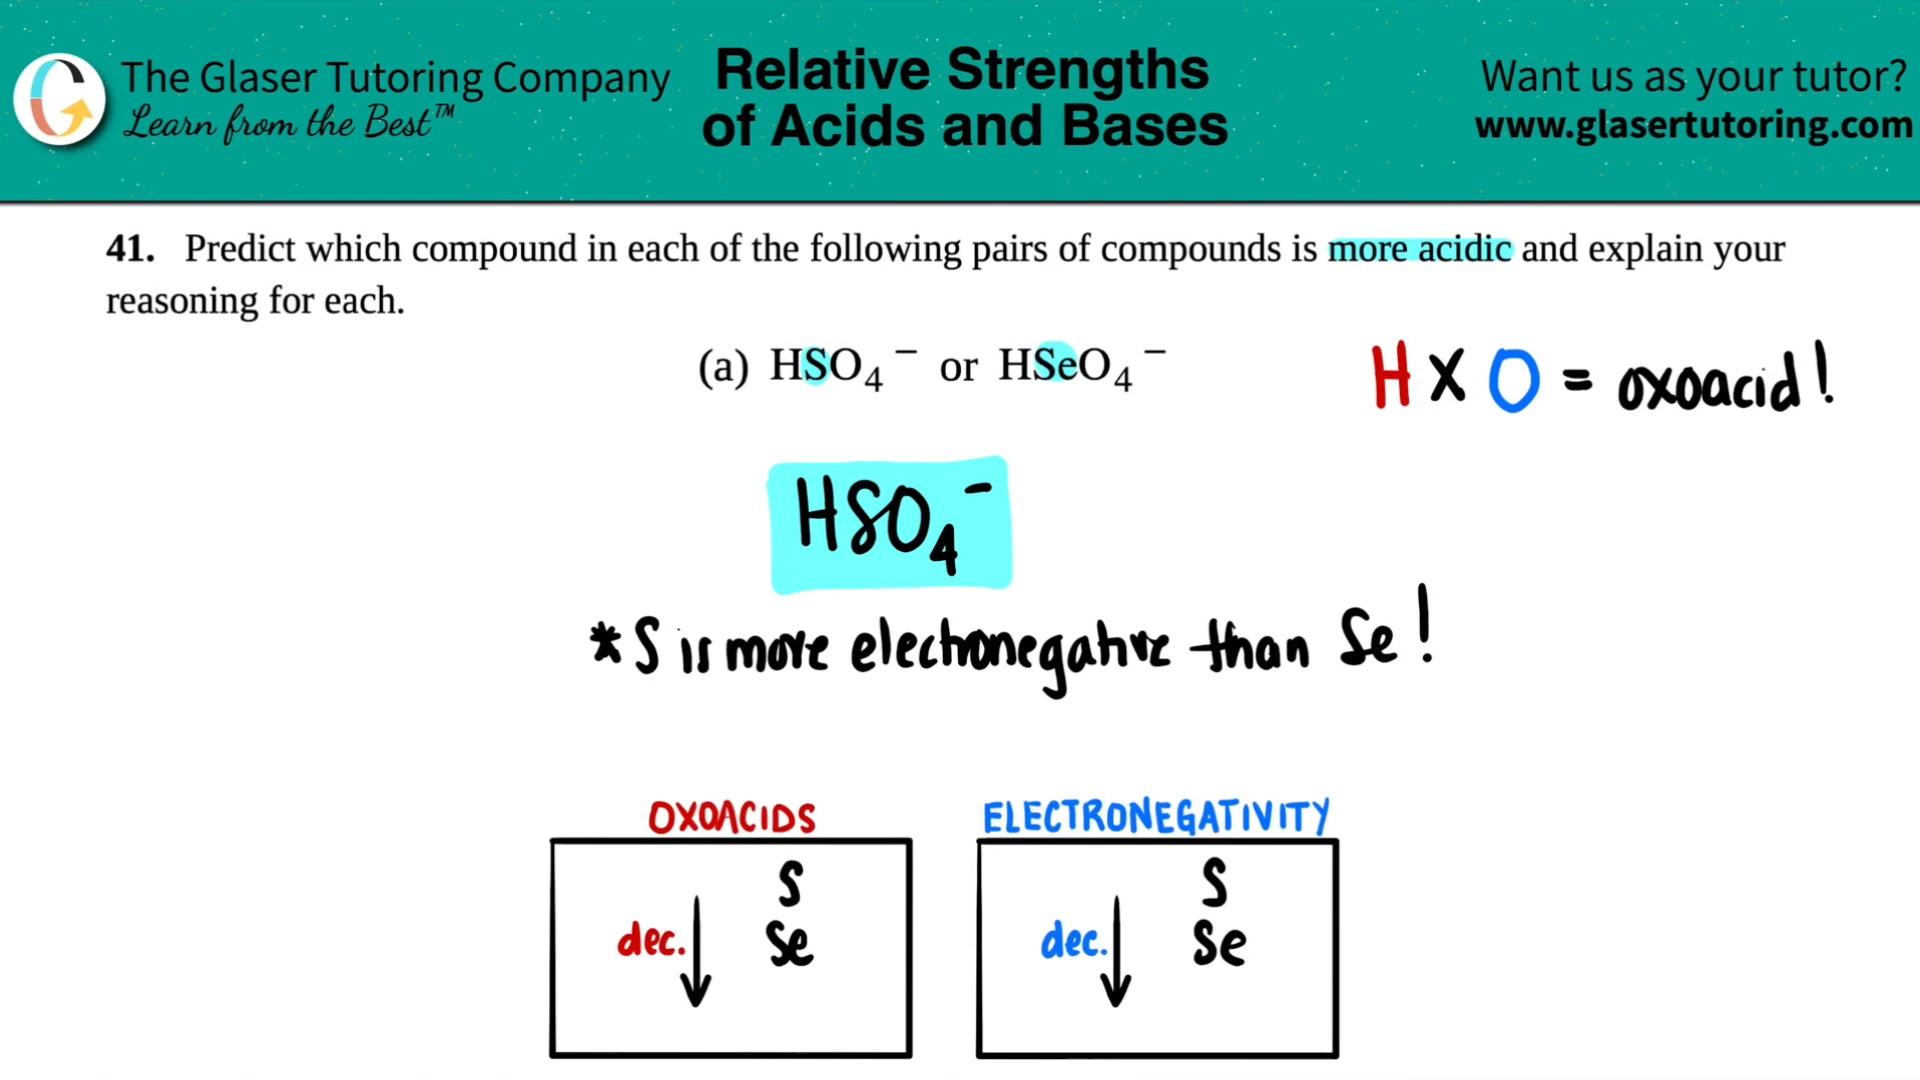 The Glaser Tutoring Company
Learn from the Best™
Relative Strengths
of Acids and Bases
Want us as your tutor?
www.glasertutoring.com
41. Predict which compound in each of the following pairs of compounds is more acidic and explain your
reasoning for each.
(a) HSO₄⁻ or HSeO₄⁻
H X O = oxoacid!
HSO₄⁻
*S is more electronegative than Se!
OXOACIDS
S
dec. ↓ Se
ELECTRONEGATIVITY
S
dec. ↓ Se